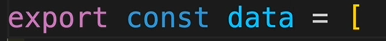 export const data = [